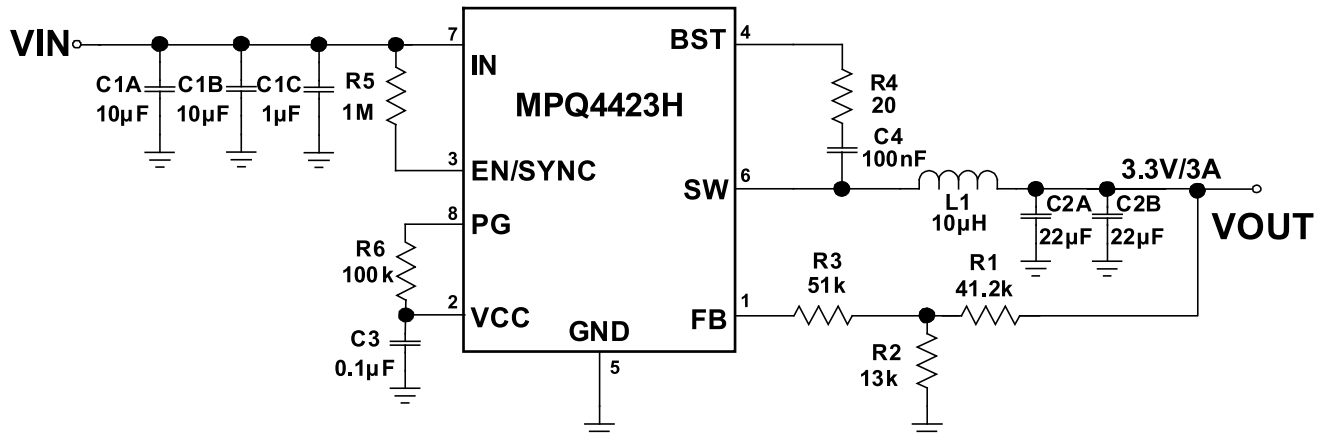 VIN
C1A
10µF
C1B
10µF
C1C
1µF
R5
1M
7
IN
MPQ4423H
BST
4
R4
20
C4
100nF
3
EN/SYNC
SW
6
L1
10µH
3.3V/3A
C2A
22µF
C2B
22µF
VOUT
8
PG
R6
100k
2
VCC
C3
0.1µF
GND
5
FB
1
R3
51k
R1
41.2k
R2
13k